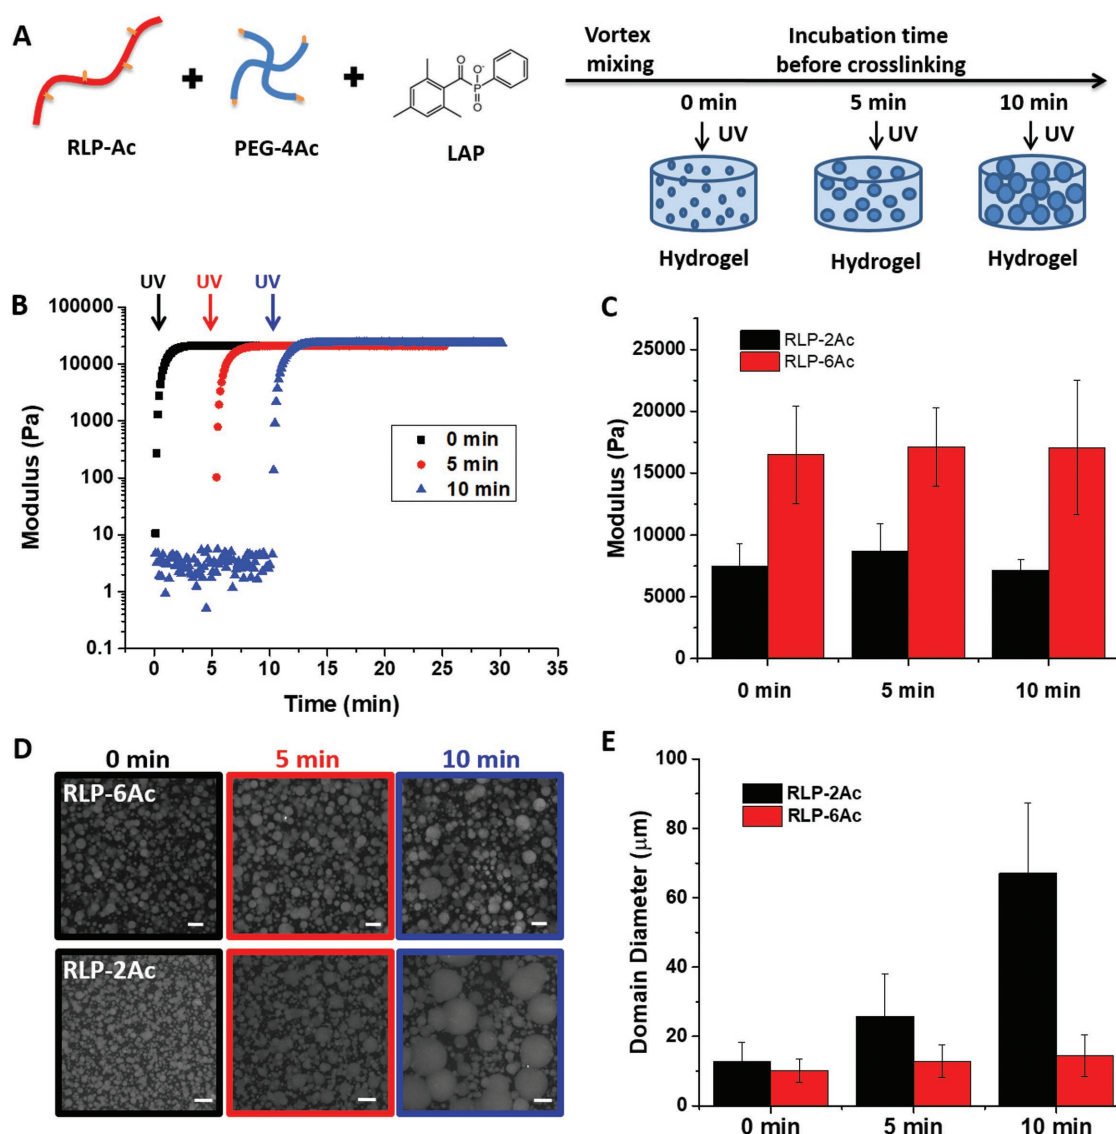 A
RLP-Ac
+
PEG-4Ac
+
O
O⁻
P
O
LAP
Vortex
mixing
Incubation time
before crosslinking
0 min
5 min
10 min
UV
UV
UV
Hydrogel
Hydrogel
Hydrogel
B
UV
UV
UV
100000
10000
1000
100
10
1
0.1
Modulus (Pa)
0 min
5 min
10 min
0
5
10
15
20
25
30
35
Time (min)
C
RLP-2Ac
RLP-6Ac
25000
20000
15000
10000
5000
0
Modulus (Pa)
0 min
5 min
10 min
D
0 min
5 min
10 min
RLP-6Ac
RLP-2Ac
E
RLP-2Ac
RLP-6Ac
100
80
60
40
20
0
Domain Diameter (μm)
0 min
5 min
10 min